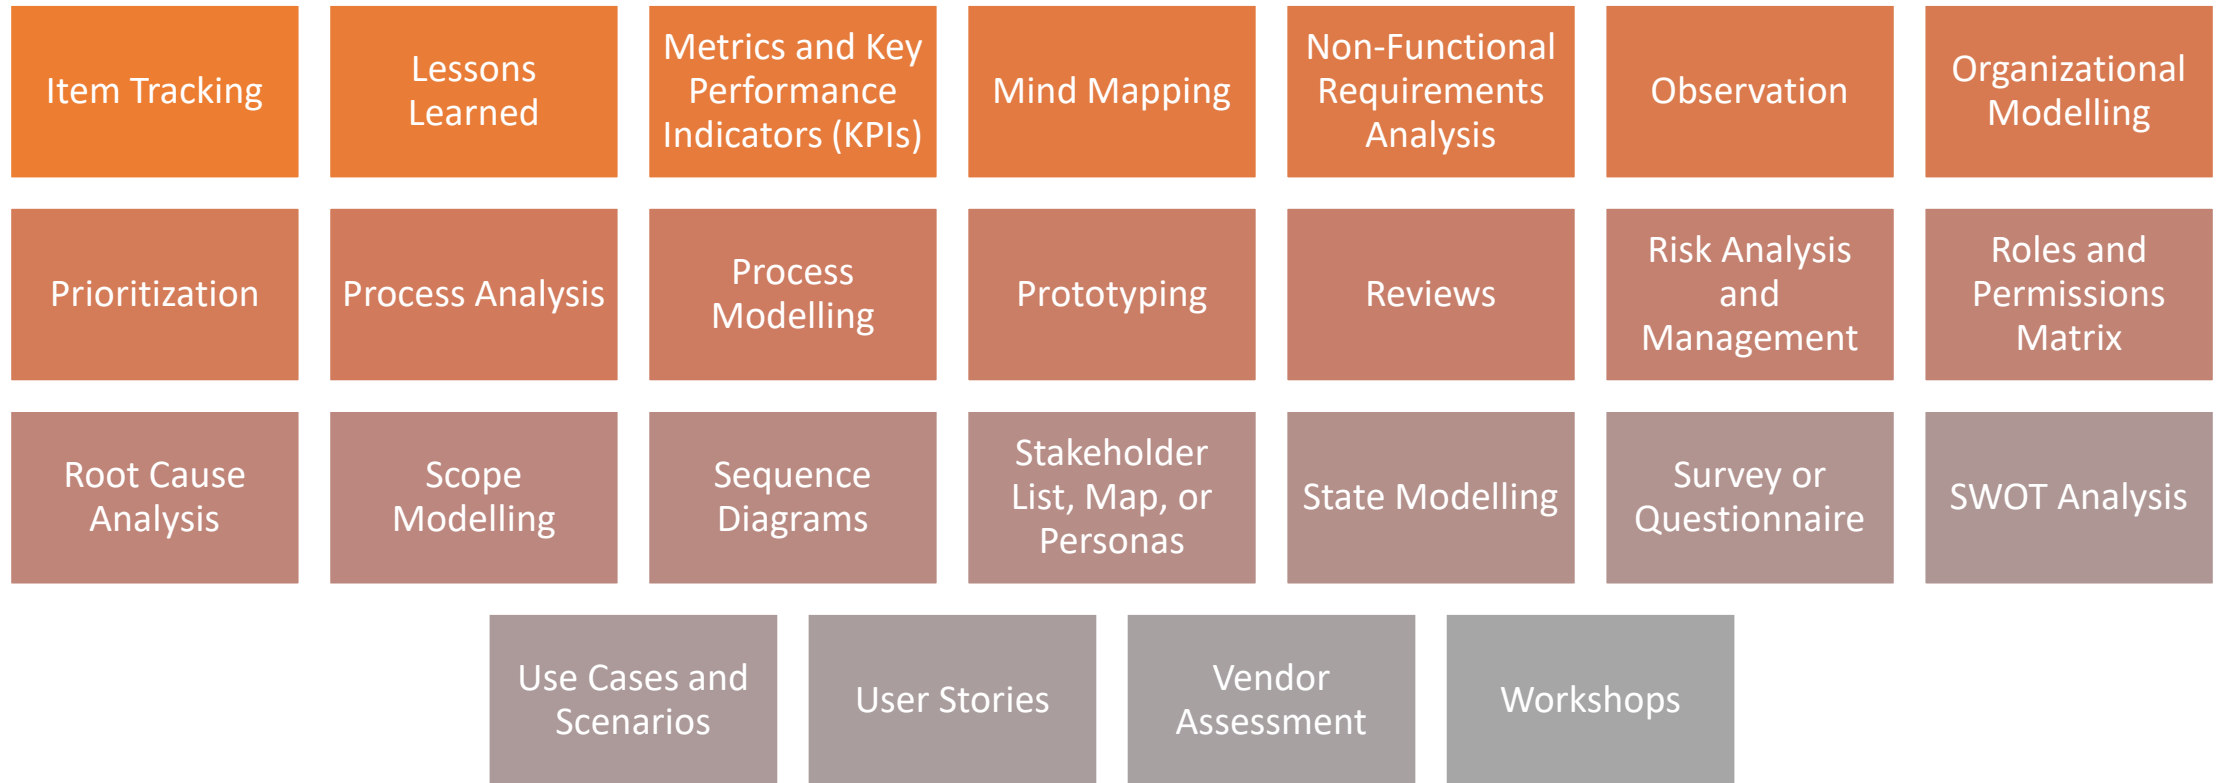 Item Tracking
Lessons
Learned
Metrics and Key
Performance
Indicators (KPIs)
Mind Mapping
Non-Functional
Requirements
Analysis
Observation
Organizational
Modelling
Prioritization
Process Analysis
Process
Modelling
Prototyping
Reviews
Risk Analysis
and
Management
Roles and
Permissions
Matrix
Root Cause
Analysis
Scope
Modelling
Sequence
Diagrams
Stakeholder
List, Map, or
Personas
State Modelling
Survey or
Questionnaire
SWOT Analysis
Use Cases and
Scenarios
User Stories
Vendor
Assessment
Workshops